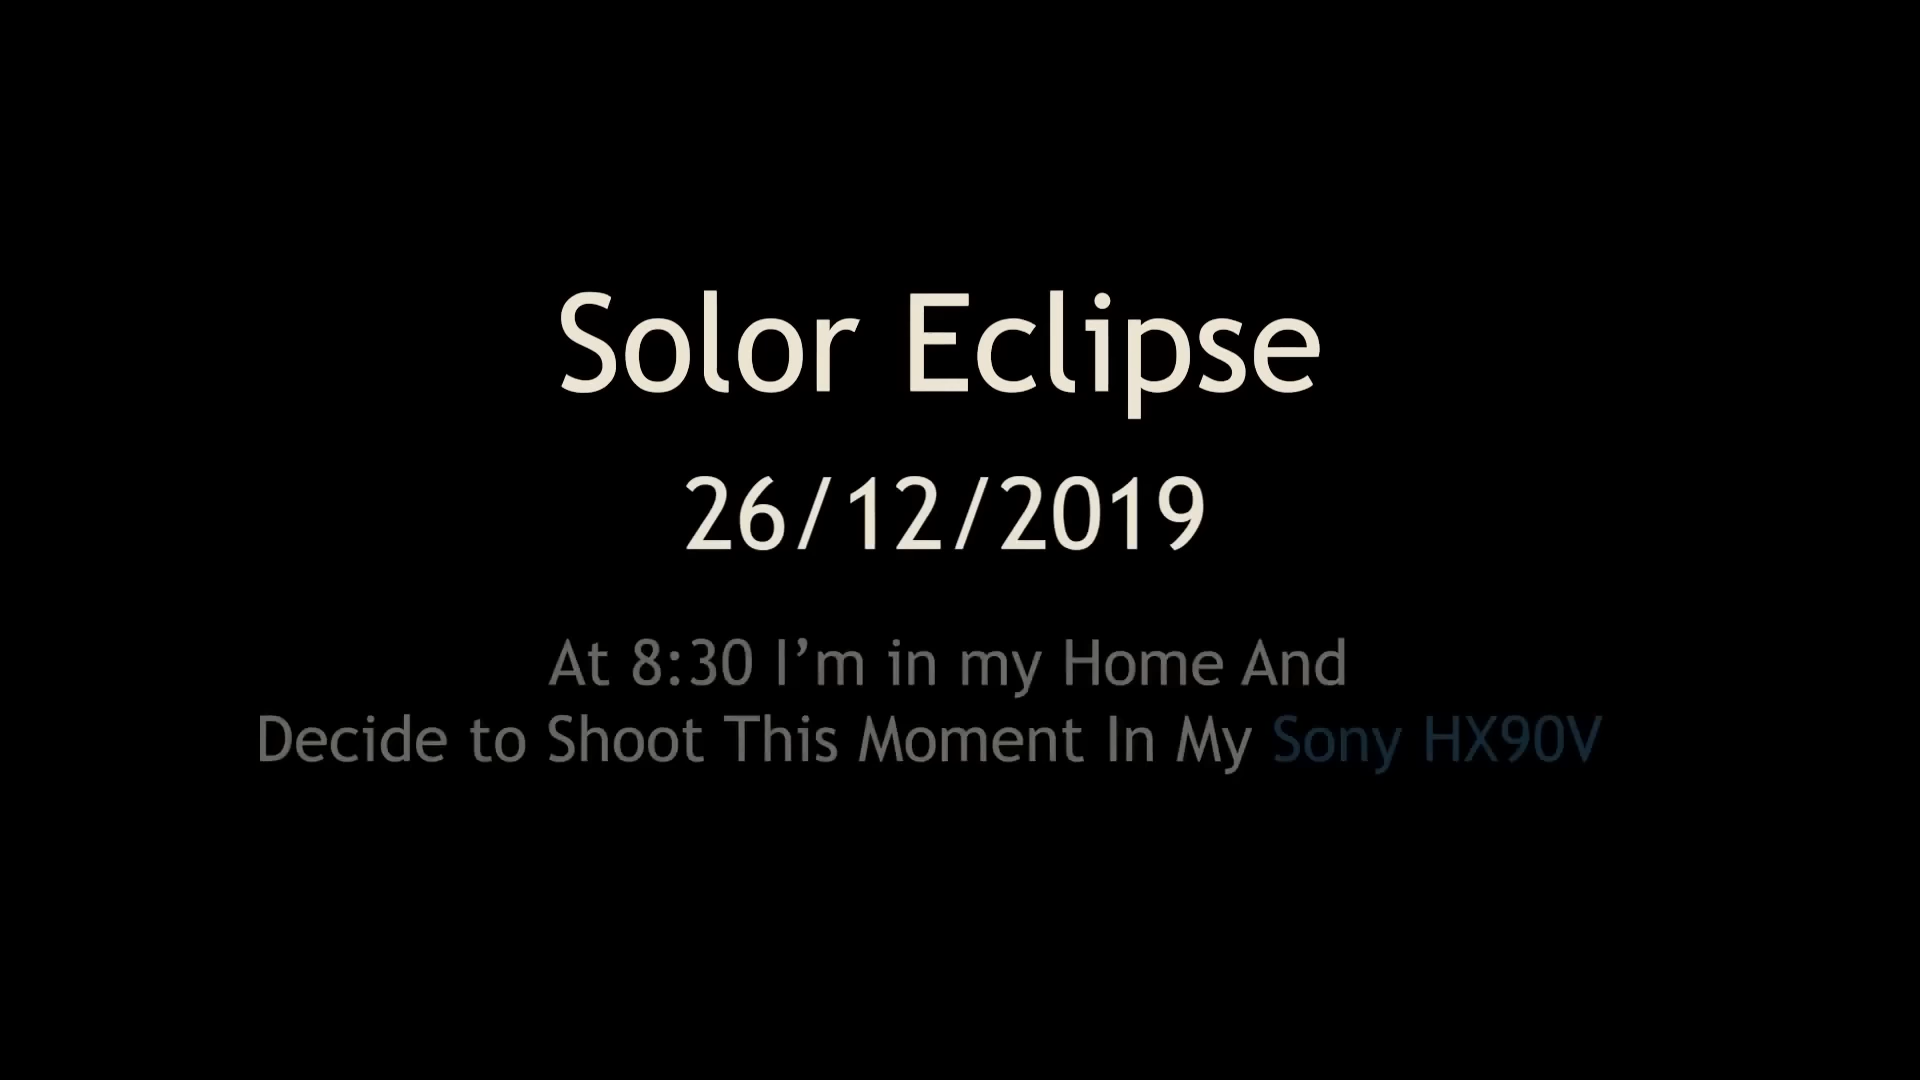 Solor Eclipse
26/12/2019
At 8:30 I’m in my Home And
Decide to Shoot This Moment In My Sony HX90V